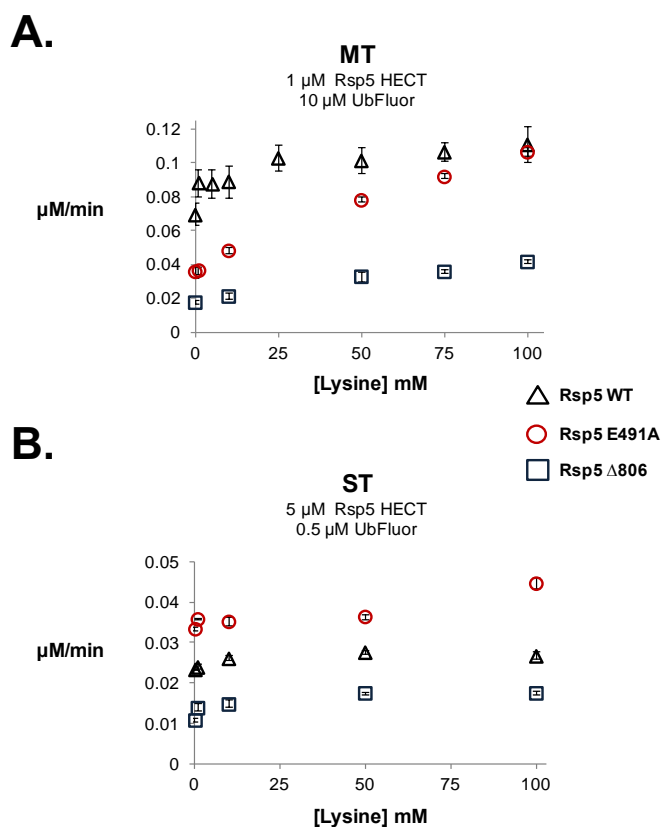 A.
MT
1 µM Rsp5 HECT
10 µM UbFluor
0.12
0.1
0.08
0.06
0.04
0.02
0
µM/min
0 25 50 75 100
[Lysine] mM
Rsp5 WT
Rsp5 E491A
Rsp5 Δ806
B.
ST
5 µM Rsp5 HECT
0.5 µM UbFluor
0.05
0.04
0.03
0.02
0.01
0
µM/min
0 25 50 75 100
[Lysine] mM